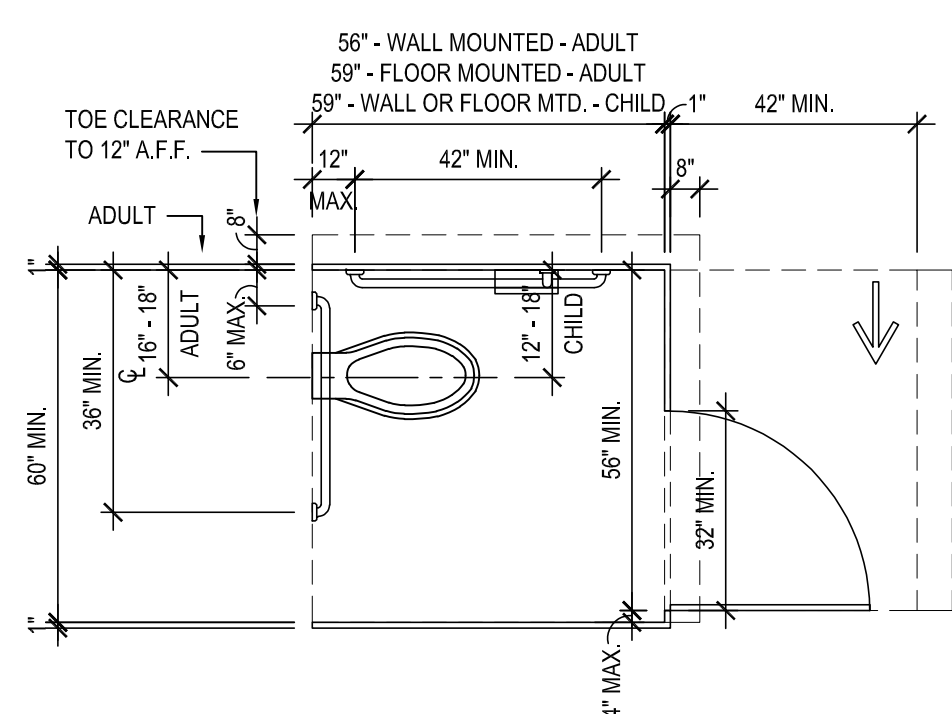 56" - WALL MOUNTED - ADULT
59" - FLOOR MOUNTED - ADULT
59" - WALL OR FLOOR MTD. - CHILD
1"
42" MIN.
TOE CLEARANCE
TO 12" A.F.F.
12"
MAX.
42" MIN.
8"
ADULT
8"
1"
16" - 18"
ADULT
6" MAX.
12" - 18"
CHILD
36" MIN.
60" MIN.
56" MIN.
32" MIN.
1"
4" MAX.